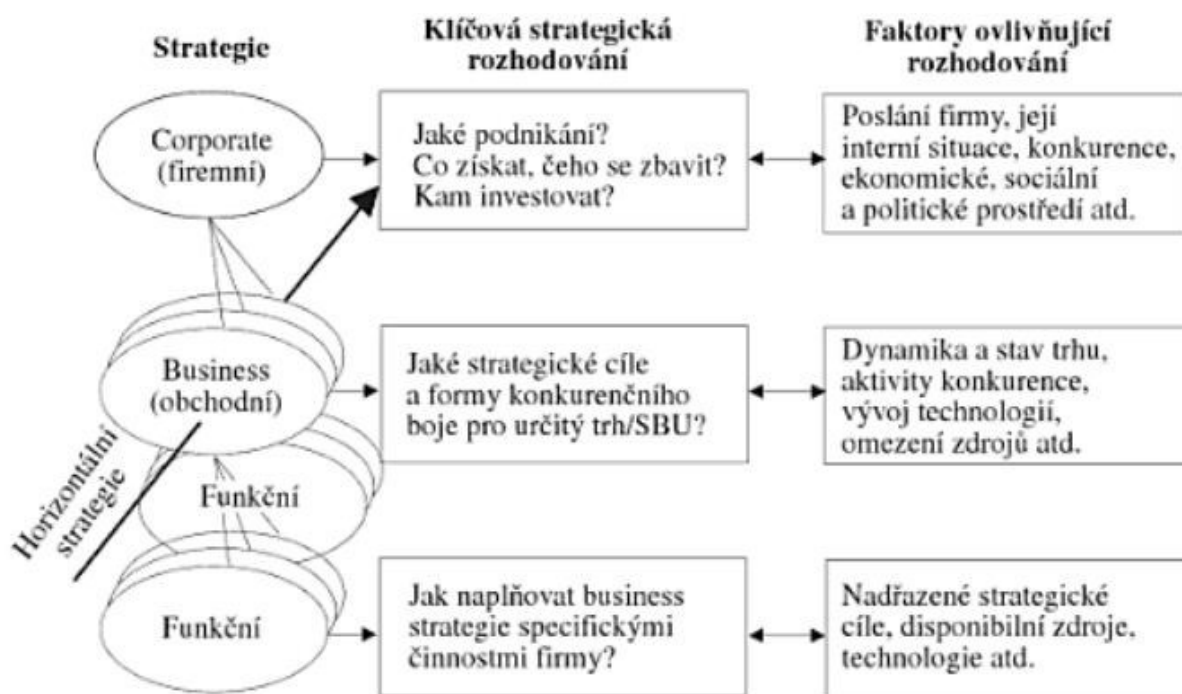 Strategie
Klíčová strategická
rozhodování
Faktory ovlivňující
rozhodování
Corporate
(firemní)
Jaké podnikání?
Co získat, čeho se zbavit?
Kam investovat?
Poslání firmy, její
interní situace, konkurence,
ekonomické, sociální
a politické prostředí atd.
Business
(obchodní)
Jaké strategické cíle
a formy konkurenčního
boje pro určitý trh/SBU?
Dynamika a stav trhu,
aktivity konkurence,
vývoj technologií,
omezení zdrojů atd.
Horizontální
strategie
Funkční
Funkční
Jak naplňovat business
strategie specifickými
činnostmi firmy?
Nadřazené strategické
cíle, disponibilní zdroje,
technologie atd.